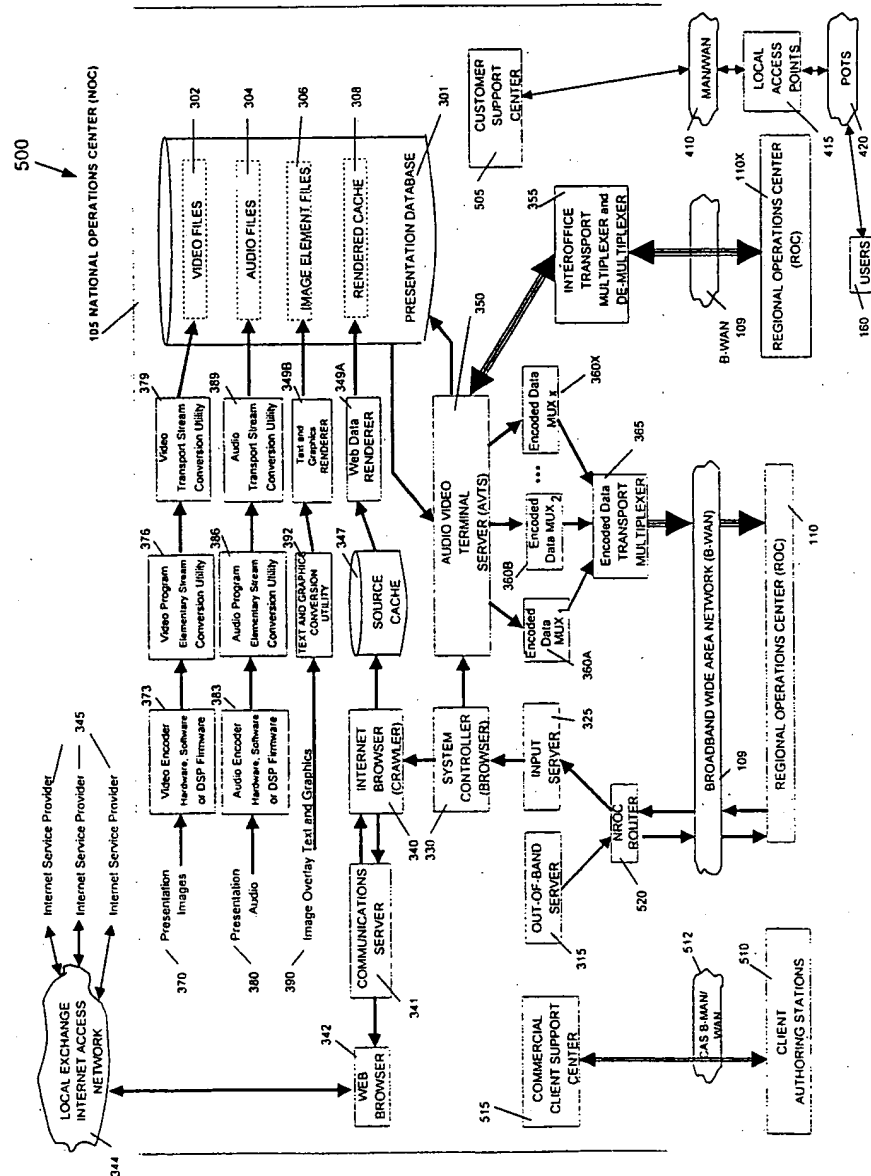 500
105 NATIONAL OPERATIONS CENTER (NOC)
LOCAL EXCHANGE
INTERNET ACCESS
NETWORK
344
Internet Service Provider
Internet Service Provider
Internet Service Provider
345
Presentation
Images
370
373
Video Encoder
Hardware, Software
or DSP Firmware
376
Video Program
Elementary Stream
Conversion Utility
379
Video
Transport Stream
Conversion Utility
VIDEO FILES
302
Presentation
Audio
380
383
Audio Encoder
Hardware, Software
or DSP Firmware
386
Audio Program
Elementary Stream
Conversion Utility
389
Audio
Transport Stream
Conversion Utility
AUDIO FILES
304
390 Image Overlay Text and Graphics
392
TEXT AND GRAPHICS
CONVERSION
UTILITY
349B
Text and
Graphics
RENDERER
IMAGE ELEMENT FILES
306
342
WEB
BROWSER
COMMUNICATIONS
SERVER
341
INTERNET
BROWSER
(CRAWLER)
340
347
SOURCE
CACHE
349A
Web Data
RENDERER
RENDERED CACHE
308
PRESENTATION DATABASE
301
SYSTEM
CONTROLLER
(BROWSER)
330
AUDIO VIDEO
TERMINAL
SERVER (AVTS)
350
CUSTOMER
SUPPORT
CENTER
505
COMMERCIAL
CLIENT SUPPORT
CENTER
515
OUT-OF-BAND
SERVER
315
INPUT
SERVER
325
Encoded
Data
MUX 1
360A
Encoded
Data MUX 2
360B
...
Encoded Data
MUX x
360X
INTEROFFICE
TRANSPORT
MULTIPLEXER and
DE-MULTIPLEXER
355
NROC
ROUTER
520
Encoded Data
TRANSPORT
MULTIPLEXER
365
CAS B-MAN/
WAN
512
BROADBAND WIDE AREA NETWORK (B-WAN)
109
B-WAN
109
MAN/WAN
410
LOCAL
ACCESS
POINTS
415
POTS
420
CLIENT
AUTHORING STATIONS
510
REGIONAL OPERATIONS CENTER (ROC)
110
REGIONAL OPERATIONS CENTER
(ROC)
110X
USERS
160